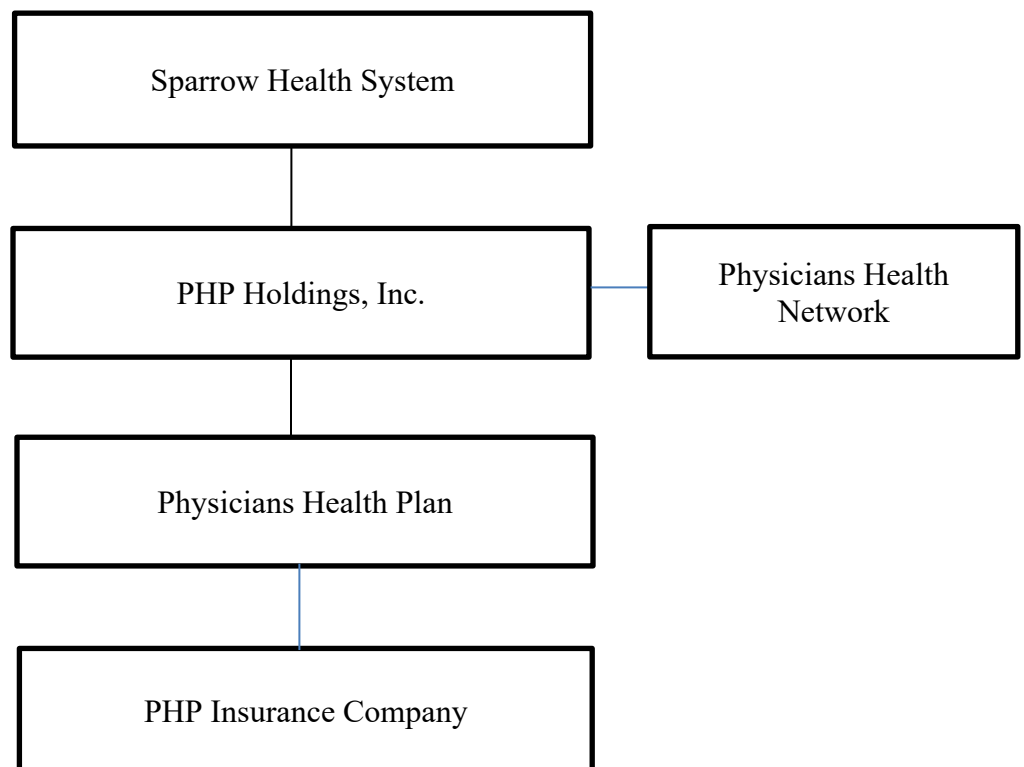 Sparrow Health System
PHP Holdings, Inc.
Physicians Health
Network
Physicians Health Plan
PHP Insurance Company